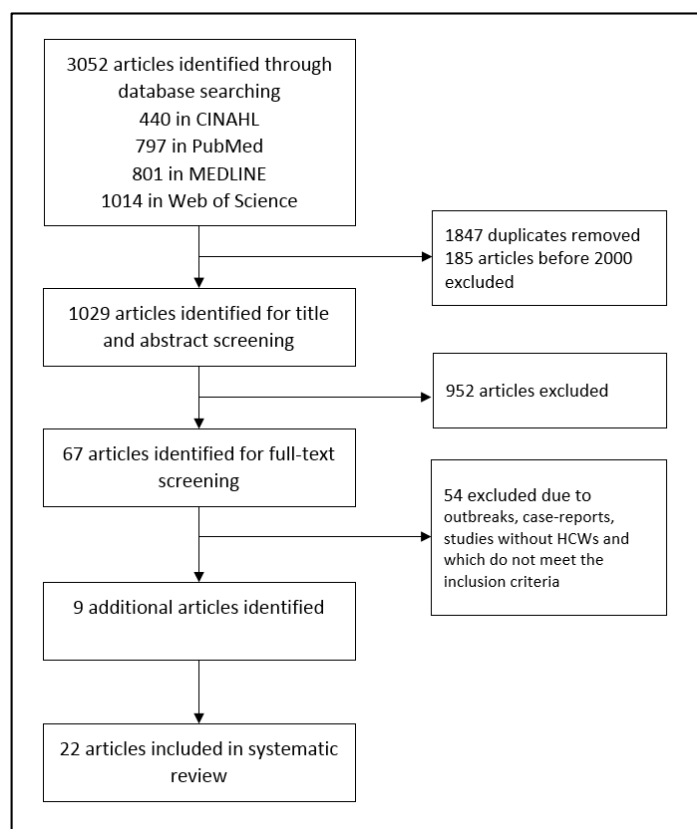 3052 articles identified through
database searching
440 in CINAHL
797 in PubMed
801 in MEDLINE
1014 in Web of Science
1847 duplicates removed
185 articles before 2000
excluded
1029 articles identified for title
and abstract screening
952 articles excluded
67 articles identified for full-text
screening
54 excluded due to
outbreaks, case-reports,
studies without HCWs and
which do not meet the
inclusion criteria
9 additional articles identified
22 articles included in systematic
review